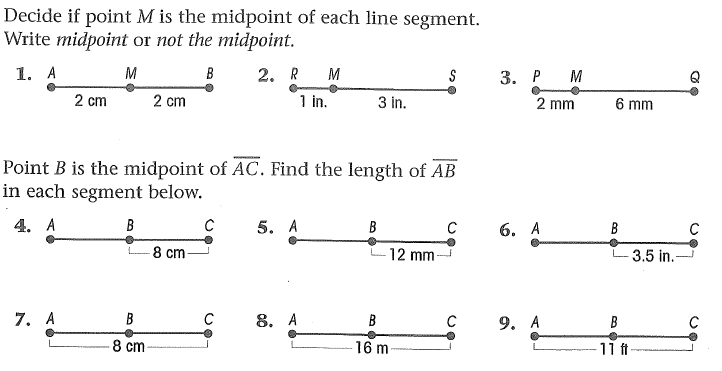 Decide if point M is the midpoint of each line segment.
Write midpoint or not the midpoint.
1. A M B 2. R M S 3. P M Q
2 cm 2 cm 1 in. 3 in. 2 mm 6 mm
Point B is the midpoint of A̅C̅. Find the length of A̅B̅
in each segment below.
4. A B C 5. A B C 6. A B C
8 cm 12 mm 3.5 in.
7. A B C 8. A B C 9. A B C
8 cm 16 m 11 ft